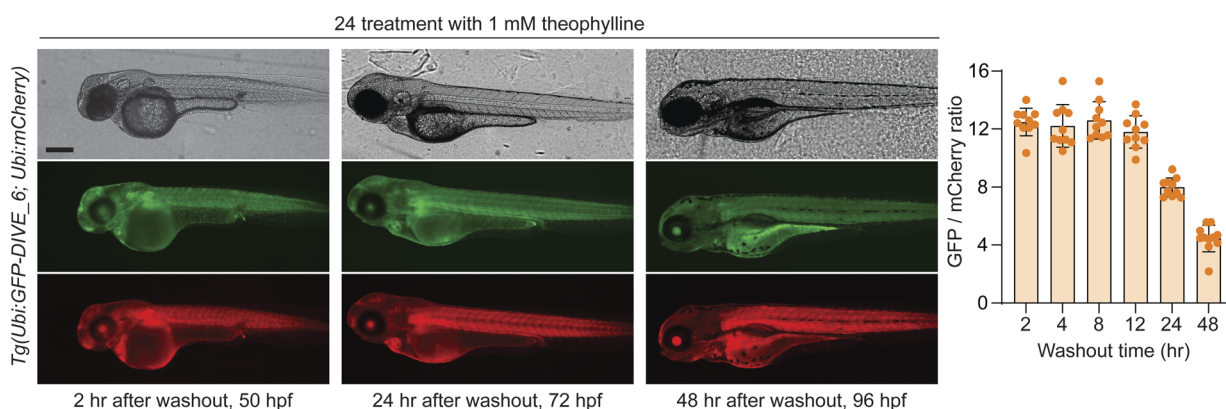 24 treatment with 1 mM theophylline
Tg(Ubi:GFP-DIVE_6; Ubi:mCherry)
2 hr after washout, 50 hpf
24 hr after washout, 72 hpf
48 hr after washout, 96 hpf
GFP / mCherry ratio
16
12
8
4
0
2 4 8 12 24 48
Washout time (hr)